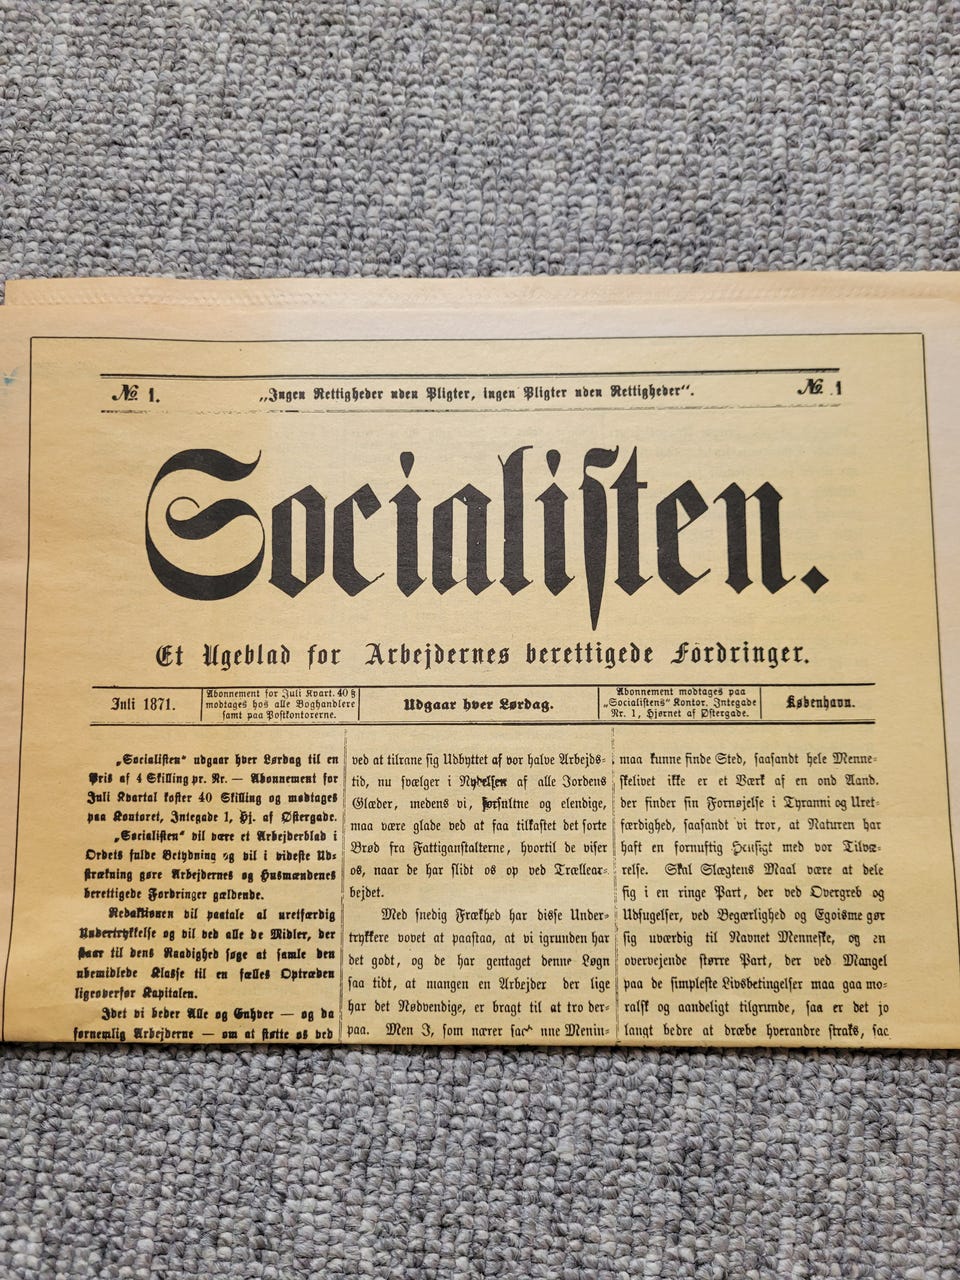 № 1.
„Ingen Rettigheder uden Pligter, ingen Pligter uden Rettigheder“.
№ 1
Socialisten.
Et Ugeblad for Arbejdernes berettigede Fordringer.
Juli 1871.
Abonnement for Juli Kvart. 40 ß
modtages hos alle Boghandlere
samt paa Postkontorerne.
Udgaar hver Lørdag.
Abonnement modtages paa
„Socialistens“ Kontor, Integade
Nr. 1, Hjørnet af Østergade.
København.
„Socialisten“ udgaar hver Lørdag til en
Pris af 4 Skilling pr. Nr. — Abonnement for
Juli Kvartal koster 40 Skilling og modtages
paa Kontoret, Integade 1, Hj. af Østergade.
„Socialisten“ vil være et Arbejderblad i
Ordets fulde Betydning og vil i videste Ud-
strækning gøre Arbejdernes og Husmændenes
berettigede Fordringer gældende.
Redaktionen vil paatale al uretfærdig
Undertrykkelse og vil ved alle de Midler, der
staar til dens Raadighed søge at samle den
ubemidlede Klasse til en fælles Optræden
ligeoverfor Kapitalen.
Idet vi beder Alle og Enhver — og da
fornemlig Arbejderne — om at støtte os ved
ved at tilrane sig Udbyttet af vor halve Arbejds-
tid, nu svælger i Nydelsen af alle Jordens
Glæder, medens vi, forsultne og elendige,
maa være glade ved at faa tilkastet det sorte
Brød fra Fattiganstalterne, hvortil de viser
os, naar de har slidt os op ved Trællear-
bejdet.
Med snedig Frækhed har disse Under-
trykkere vovet at paastaa, at vi igrunden har
det godt, og de har gentaget denne Løgn
saa tidt, at mangen en Arbejder der lige
har det Nødvendige, er bragt til at tro der-
paa. Men I, som nærer nne Menin-
maa kunne finde Sted, saasandt hele Menne-
skelivet ikke er et Værk af en ond Aand.
der finder sin Fornøjelse i Tyranni og Uret-
færdighed, saasandt vi tror, at Naturen har
haft en fornuftig Hensigt med vor Tilvæ-
relse. Skal Slægtens Maal være at dele
sig i en ringe Part, der ved Overgreb og
Udsugelser, ved Begærlighed og Egoisme gør
sig uværdig til Navnet Menneske, og en
overvejende større Part, der ved Mangel
paa de simpleste Livsbetingelser maa gaa mo-
ralsk og aandeligt tilgrunde, saa er det jo
langt bedre at dræbe hverandre straks, saa